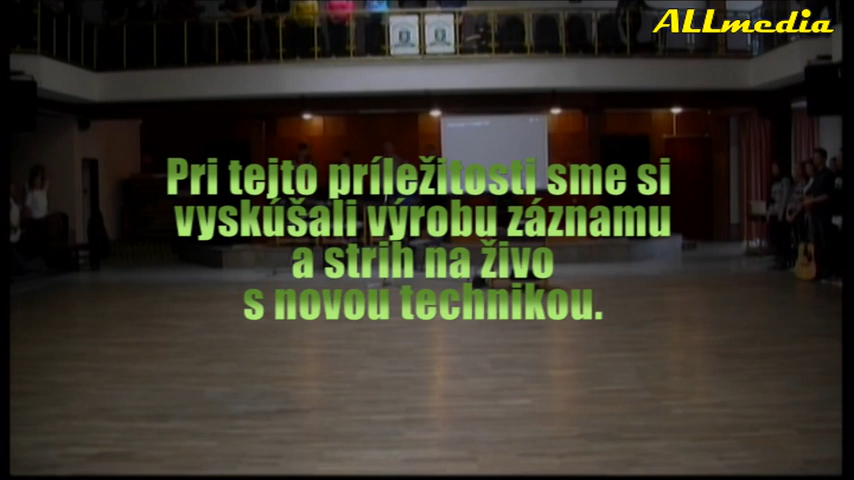 ALLmedia
Pri tejto príležitosti sme si
vyskúšali výrobu záznamu
a strih na živo
s novou technikou.